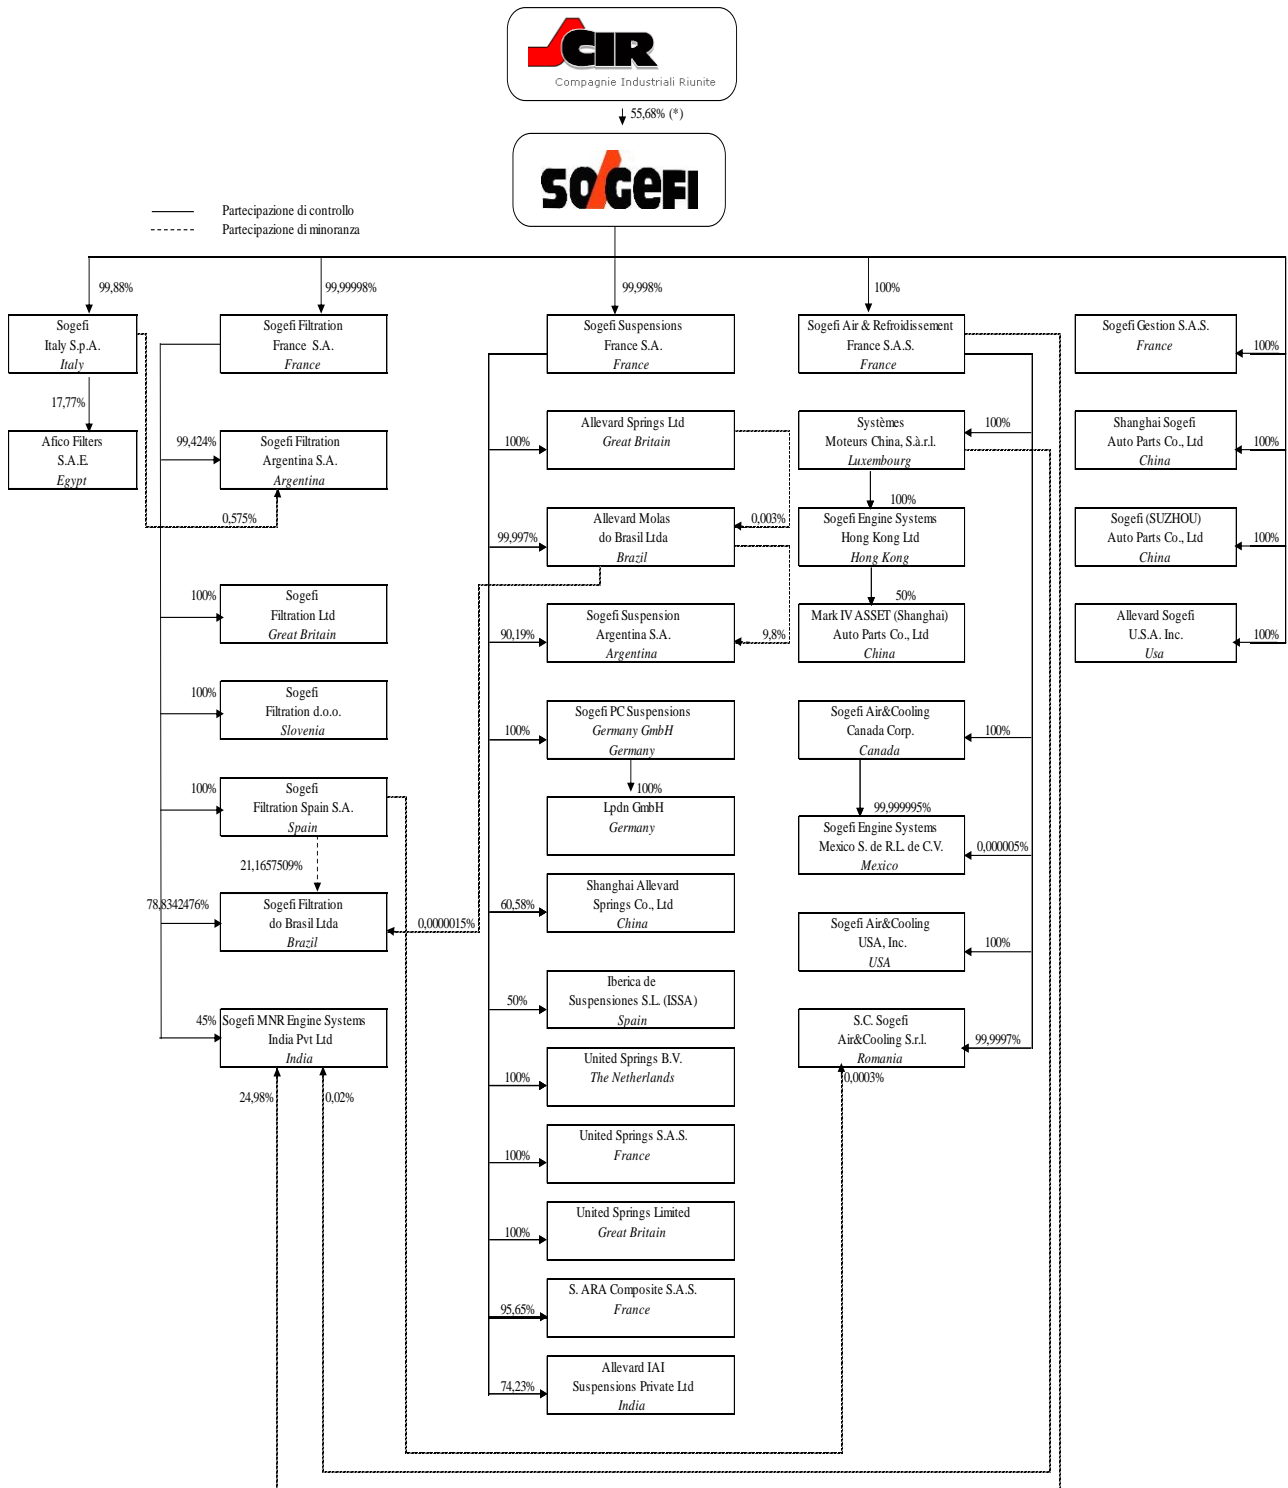 CIR
Compagnie Industriali Riunite
55,68% (*)
SOGEFI
Partecipazione di controllo
Partecipazione di minoranza
99,88%
99,99998%
99,998%
100%
Sogefi
Italy S.p.A.
Italy
Sogefi Filtration
France S.A.
France
Sogefi Suspensions
France S.A.
France
Sogefi Air & Refroidissement
France S.A.S.
France
Sogefi Gestion S.A.S.
France
100%
17,77%
Afico Filters
S.A.E.
Egypt
99,424%
Sogefi Filtration
Argentina S.A.
Argentina
0,575%
100%
Allevard Springs Ltd
Great Britain
Systèmes
Moteurs China, S.à.r.l.
Luxembourg
100%
Shanghai Sogefi
Auto Parts Co., Ltd
China
100%
99,997%
Allevard Molas
do Brasil Ltda
Brazil
0,003%
100%
Sogefi Engine Systems
Hong Kong Ltd
Hong Kong
Sogefi (SUZHOU)
Auto Parts Co., Ltd
China
100%
100%
Sogefi
Filtration Ltd
Great Britain
90,19%
Sogefi Suspension
Argentina S.A.
Argentina
9,8%
50%
Mark IV ASSET (Shanghai)
Auto Parts Co., Ltd
China
Allevard Sogefi
U.S.A. Inc.
Usa
100%
100%
Sogefi
Filtration d.o.o.
Slovenia
100%
Sogefi PC Suspensions
Germany GmbH
Germany
Sogefi Air&Cooling
Canada Corp.
Canada
100%
100%
Sogefi
Filtration Spain S.A.
Spain
100%
Lpdn GmbH
Germany
99,999995%
Sogefi Engine Systems
Mexico S. de R.L. de C.V.
Mexico
0,000005%
21,1657509%
78,8342476%
Sogefi Filtration
do Brasil Ltda
Brazil
0,0000015%
60,58%
Shanghai Allevard
Springs Co., Ltd
China
Sogefi Air&Cooling
USA, Inc.
USA
100%
45%
Sogefi MNR Engine Systems
India Pvt Ltd
India
50%
Iberica de
Suspensiones S.L. (ISSA)
Spain
S.C. Sogefi
Air&Cooling S.r.l.
Romania
99,9997%
24,98%
0,02%
100%
United Springs B.V.
The Netherlands
0,0003%
100%
United Springs S.A.S.
France
100%
United Springs Limited
Great Britain
95,65%
S. ARA Composite S.A.S.
France
74,23%
Allevard IAI
Suspensions Private Ltd
India